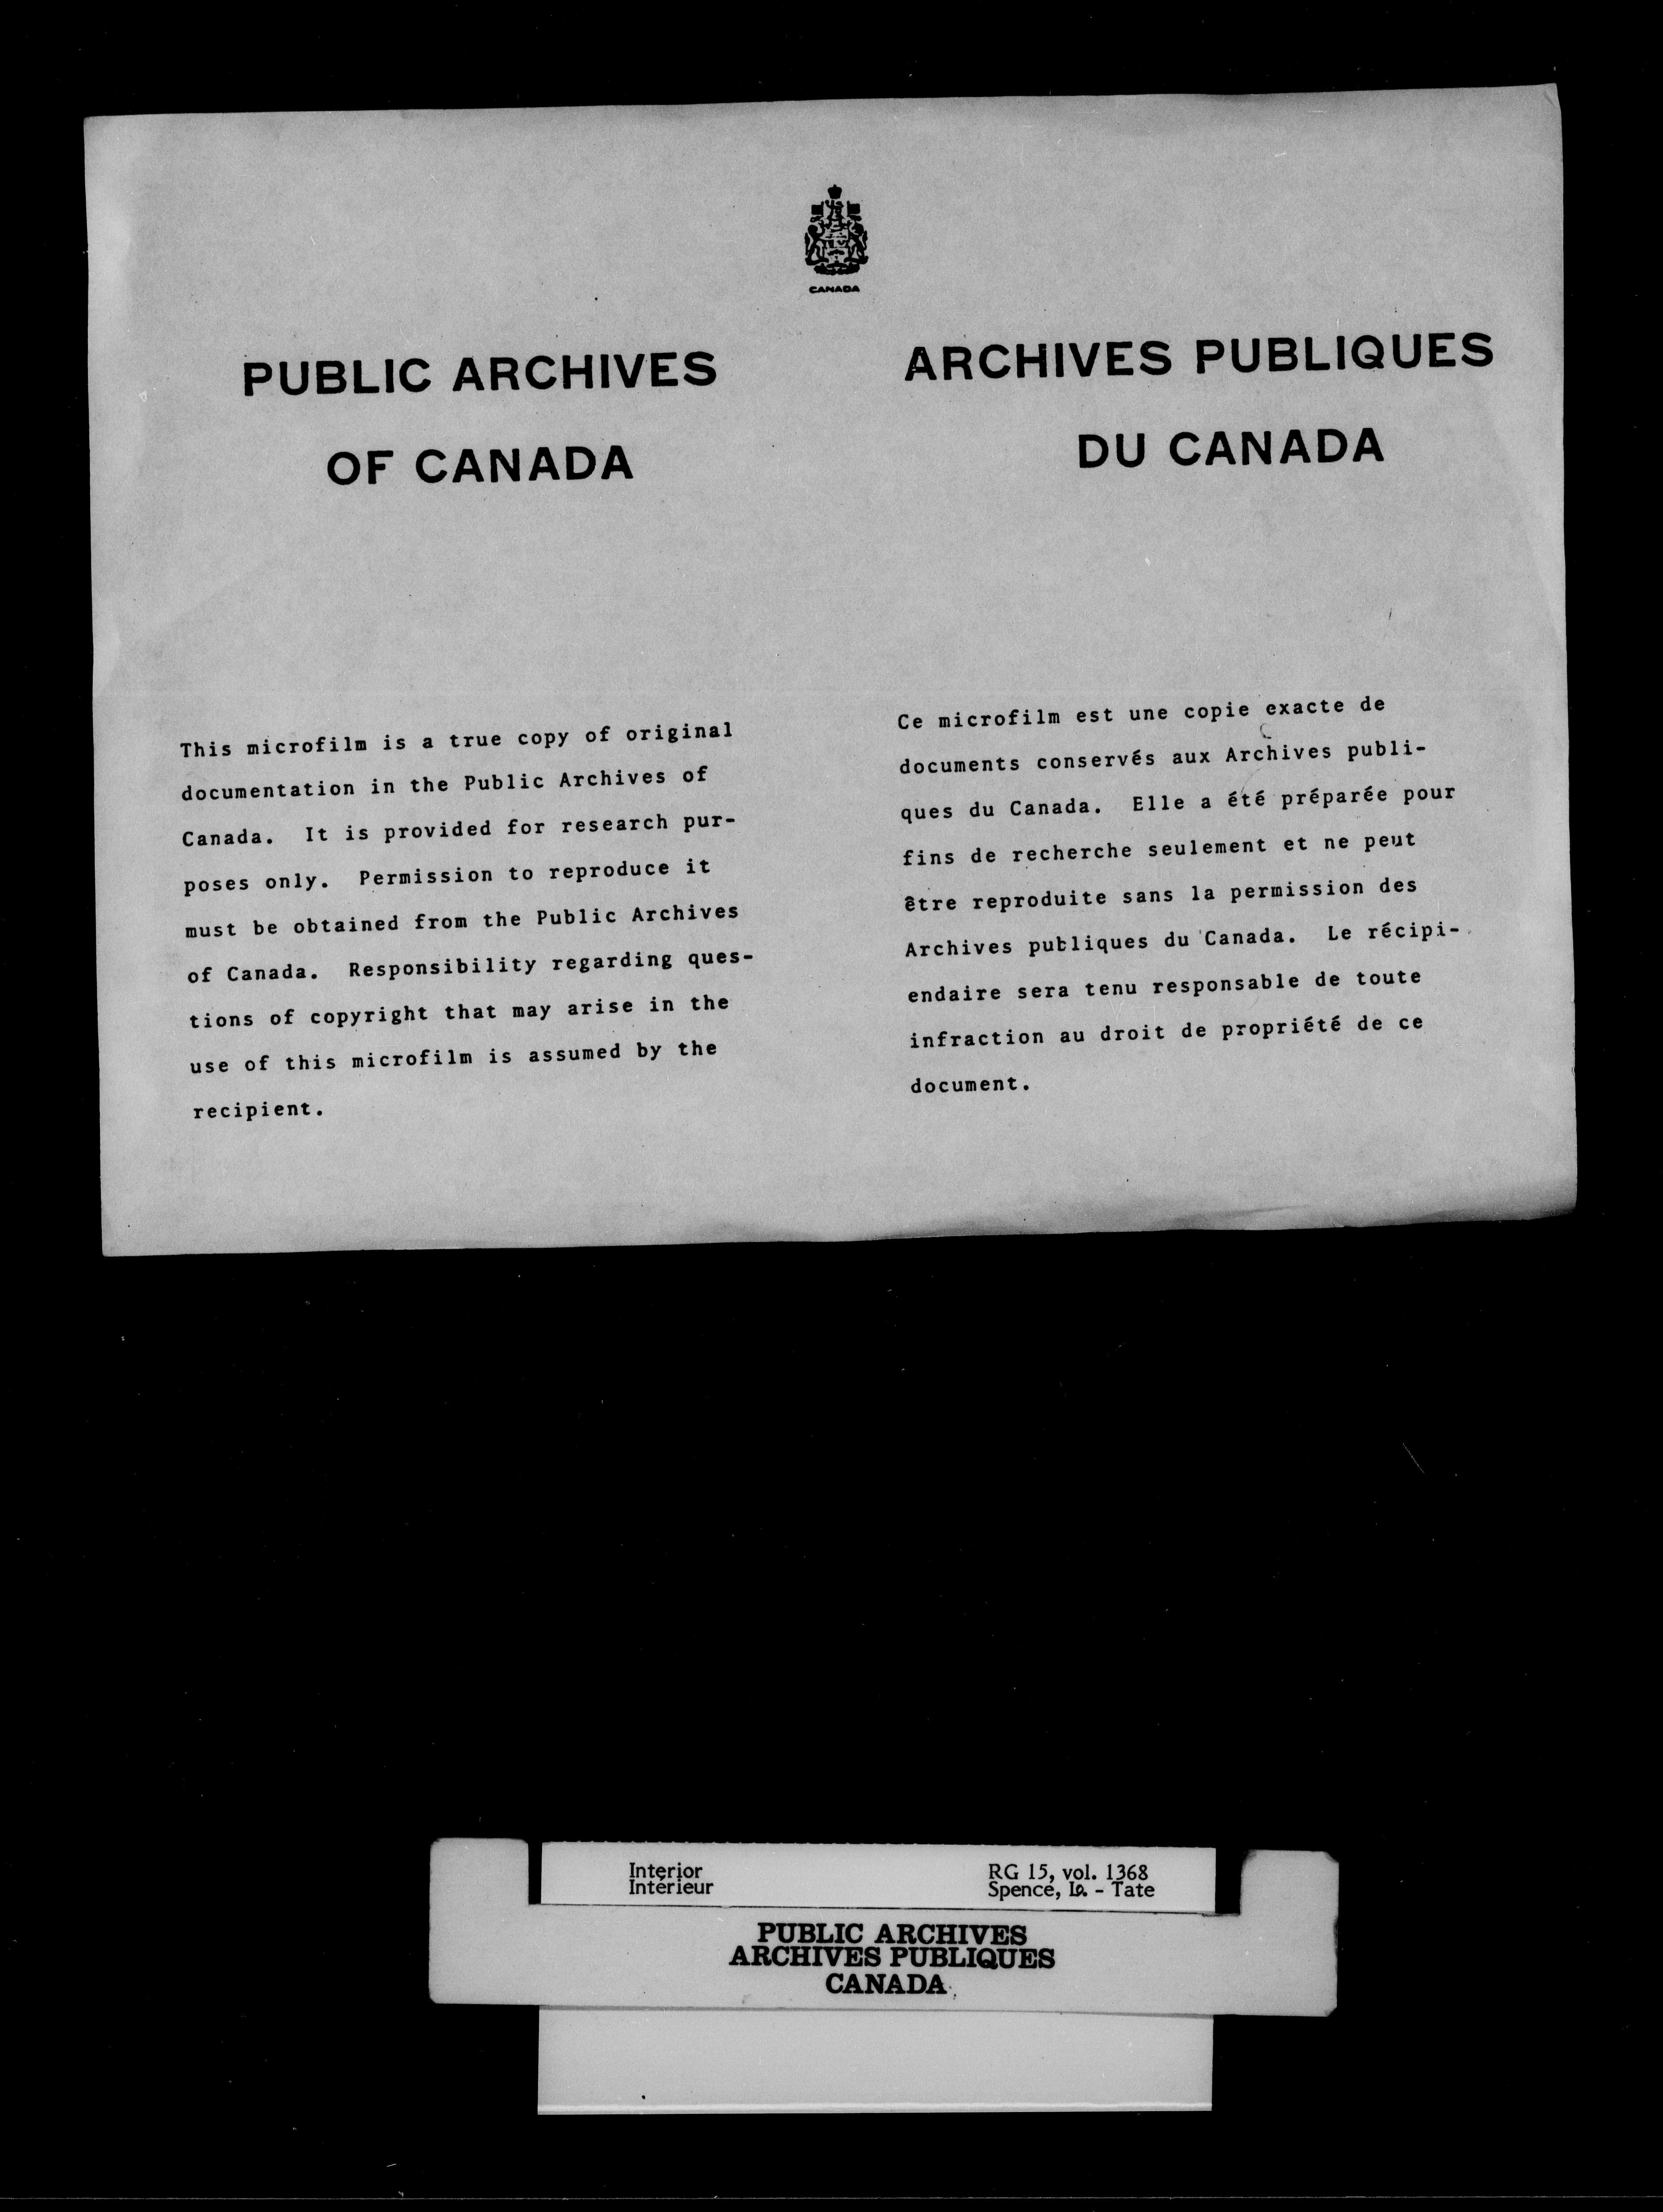 CANADA
PUBLIC ARCHIVES
OF CANADA
This microfilm is a true copy of original
documentation in the Public Archives of
Canada. It is provided for research pur-
poses only. Permission to reproduce it
must be obtained from the Public Archives
of Canada. Responsibility regarding ques-
tions of copyright that may arise in the
use of this microfilm is assumed by the
recipient.
ARCHIVES PUBLIQUES
DU CANADA
Ce microfilm est une copie exacte de
documents conservés aux Archives publi-
ques du Canada. Elle a été préparée pour
fins de recherche seulement et ne peut
être reproduite sans la permission des
Archives publiques du Canada. Le récipi-
endaire sera tenu responsable de toute
infraction au droit de propriété de ce
document.
Interior
Intérieur
RG 15, vol. 1368
Spence, - Tate
PUBLIC ARCHIVES
ARCHIVES PUBLIQUES
CANADA